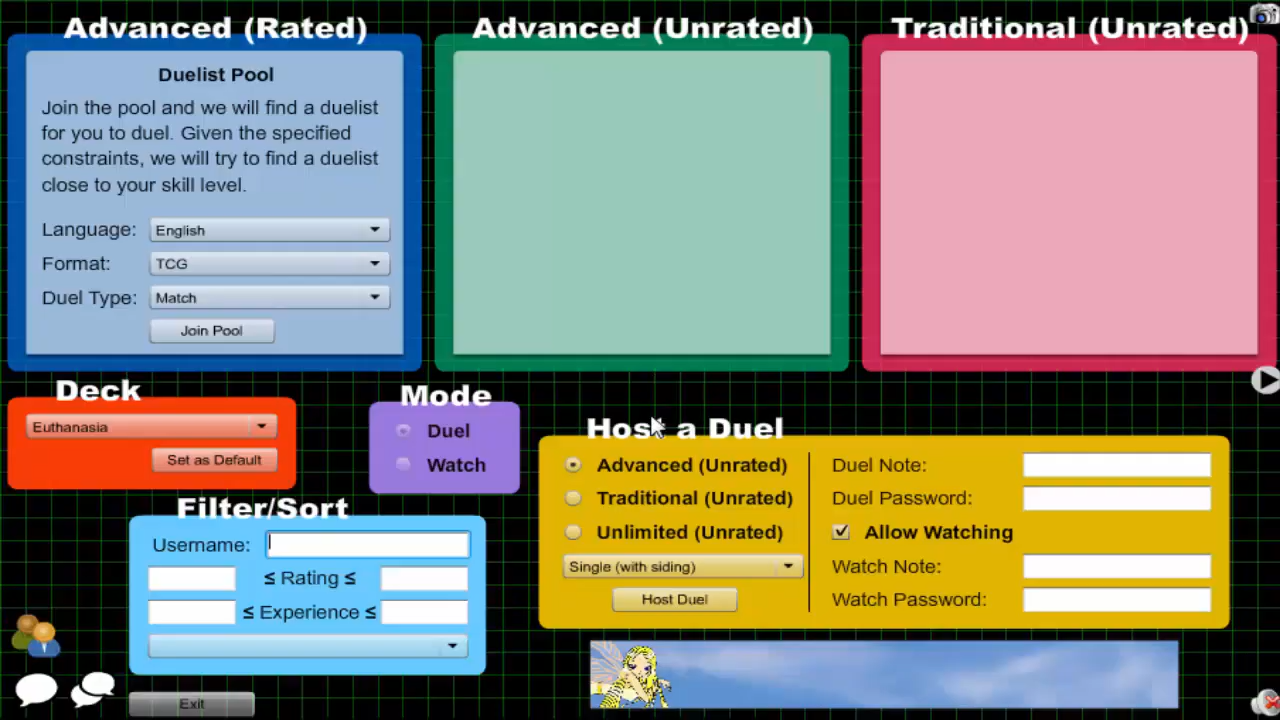 Advanced (Rated)
Duelist Pool
Join the pool and we will find a duelist
for you to duel. Given the specified
constraints, we will try to find a duelist
close to your skill level.
Language: English
Format: TCG
Duel Type: Match
Join Pool
Advanced (Unrated)
Traditional (Unrated)
Deck
Euthanasia
Set as Default
Mode
Duel
Watch
Filter/Sort
Username:
≤ Rating ≤
≤ Experience ≤
Exit
Host a Duel
Advanced (Unrated)
Traditional (Unrated)
Unlimited (Unrated)
Single (with siding)
Host Duel
Duel Note:
Duel Password:
Allow Watching
Watch Note:
Watch Password: